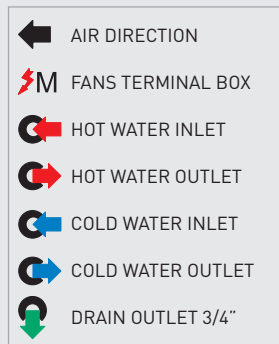 AIR DIRECTION
M FANS TERMINAL BOX
HOT WATER INLET
HOT WATER OUTLET
COLD WATER INLET
COLD WATER OUTLET
DRAIN OUTLET 3/4″